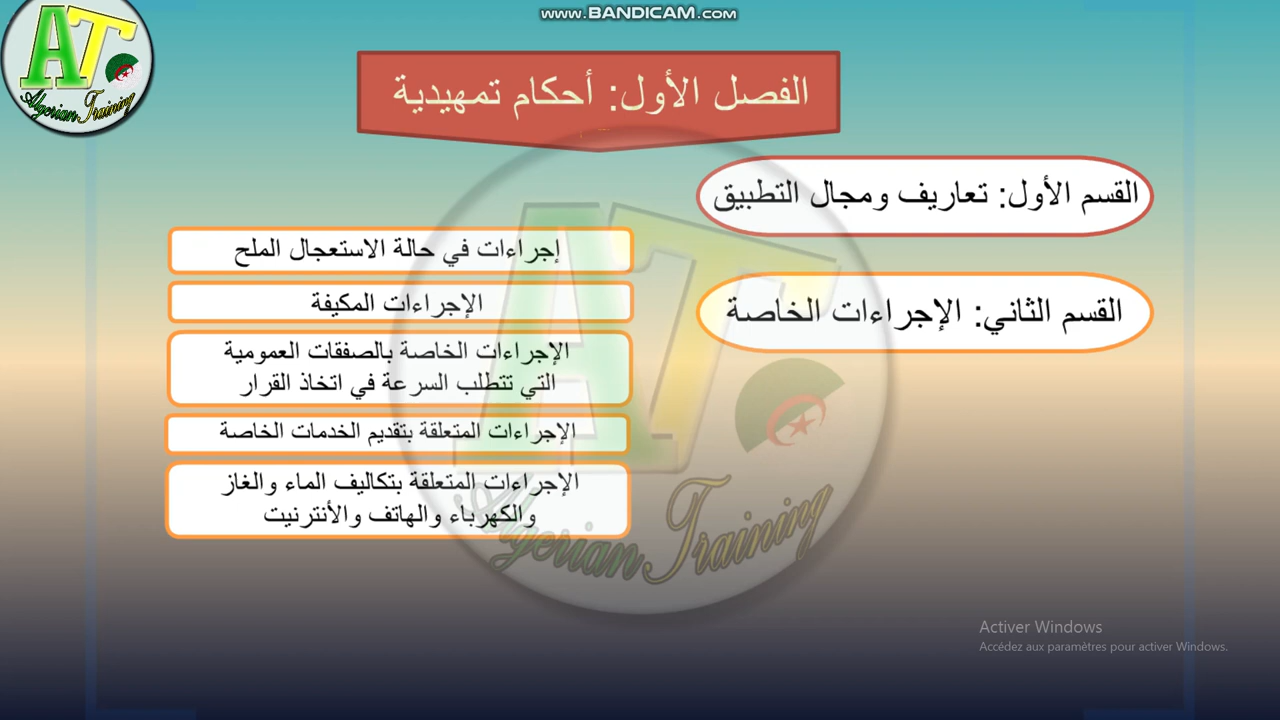 www.BANDICAM.com
AT
Algerian Training
الفصل الأول: أحكام تمهيدية
القسم الأول: تعاريف ومجال التطبيق
القسم الثاني: الإجراءات الخاصة
إجراءات في حالة الاستعجال الملح
الإجراءات المكيفة
الإجراءات الخاصة بالصفقات العمومية
التي تتطلب السرعة في اتخاذ القرار
الإجراءات المتعلقة بتقديم الخدمات الخاصة
الإجراءات المتعلقة بتكاليف الماء والغاز
والكهرباء والهاتف والأنترنيت
AT
Algerian Training
Activer Windows
Accédez aux paramètres pour activer Windows.